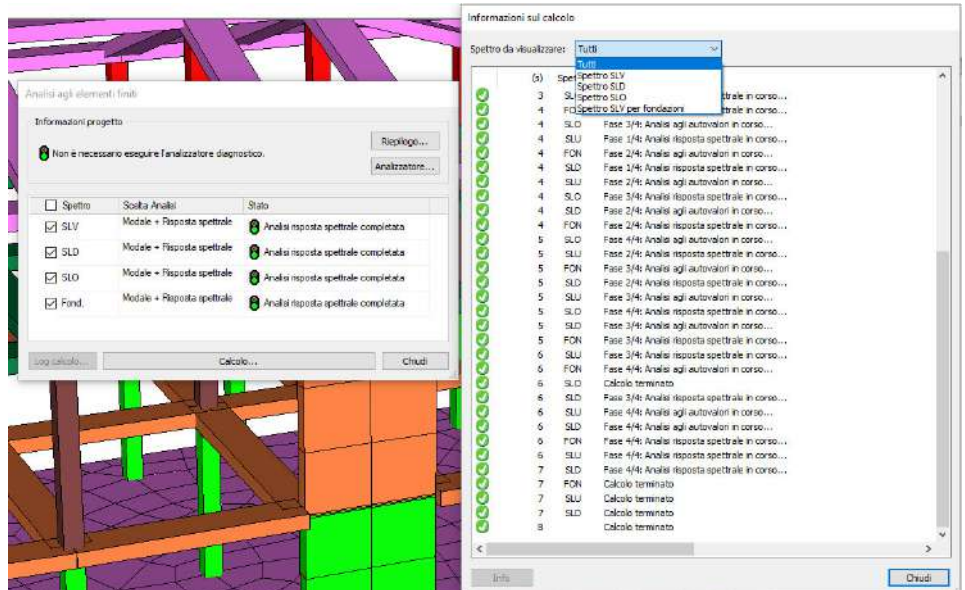 Informazioni sul calcolo
Spettro da visualizzare: Tutti
Tutti
Spettro SLV
Spettro SLD
Spettro SLO
Spettro SLV per fondazioni
Analisi agli elementi finiti
Informazioni progetto
Non è necessario eseguire l'analizzatore diagnostico.
Riepilogo...
Analizzatore...
Spettro Scelta Analisi Stato
SLV Modale + Risposta spettrale Analisi risposta spettrale completata
SLD Modale + Risposta spettrale Analisi risposta spettrale completata
SLO Modale + Risposta spettrale Analisi risposta spettrale completata
Fond. Modale + Risposta spettrale Analisi risposta spettrale completata
Log calcolo... Calcolo... Chiudi
(s)
3 ttrale in corso...
4 ttrale in corso...
4 SLO Fase 3/4: Analisi agli autovalori in corso...
4 SLU Fase 1/4: Analisi risposta spettrale in corso...
4 FON Fase 2/4: Analisi agli autovalori in corso...
4 SLD Fase 1/4: Analisi risposta spettrale in corso...
4 SLU Fase 2/4: Analisi agli autovalori in corso...
4 SLO Fase 3/4: Analisi risposta spettrale in corso...
4 SLD Fase 2/4: Analisi agli autovalori in corso...
4 FON Fase 2/4: Analisi risposta spettrale in corso...
5 SLO Fase 4/4: Analisi agli autovalori in corso...
5 SLU Fase 2/4: Analisi risposta spettrale in corso...
5 FON Fase 3/4: Analisi agli autovalori in corso...
5 SLD Fase 2/4: Analisi risposta spettrale in corso...
5 SLU Fase 3/4: Analisi agli autovalori in corso...
5 SLO Fase 4/4: Analisi risposta spettrale in corso...
5 SLD Fase 3/4: Analisi agli autovalori in corso...
5 FON Fase 3/4: Analisi risposta spettrale in corso...
6 SLU Fase 3/4: Analisi risposta spettrale in corso...
6 FON Fase 4/4: Analisi agli autovalori in corso...
6 SLO Calcolo terminato
6 SLD Fase 3/4: Analisi risposta spettrale in corso...
6 SLU Fase 4/4: Analisi agli autovalori in corso...
6 SLD Fase 4/4: Analisi agli autovalori in corso...
6 FON Fase 4/4: Analisi risposta spettrale in corso...
6 SLU Fase 4/4: Analisi risposta spettrale in corso...
7 SLD Fase 4/4: Analisi risposta spettrale in corso...
7 FON Calcolo terminato
7 SLU Calcolo terminato
7 SLD Calcolo terminato
8 Calcolo terminato
Info Chiudi